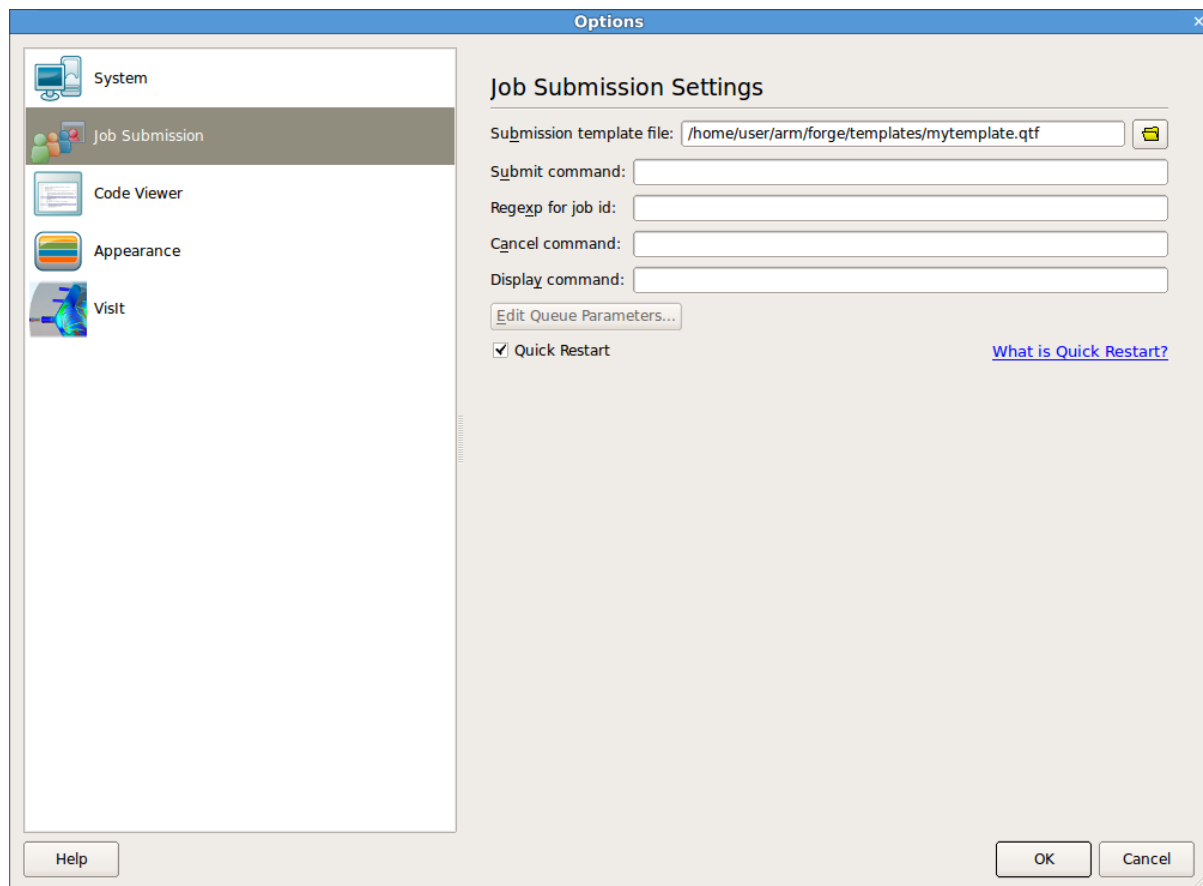 Options
System
Job Submission
Code Viewer
Appearance
VisIt
Job Submission Settings
Submission template file: /home/user/arm/forge/templates/mytemplate.qtf
Submit command:
Regexp for job id:
Cancel command:
Display command:
Edit Queue Parameters...
Quick Restart What is Quick Restart?
Help OK Cancel